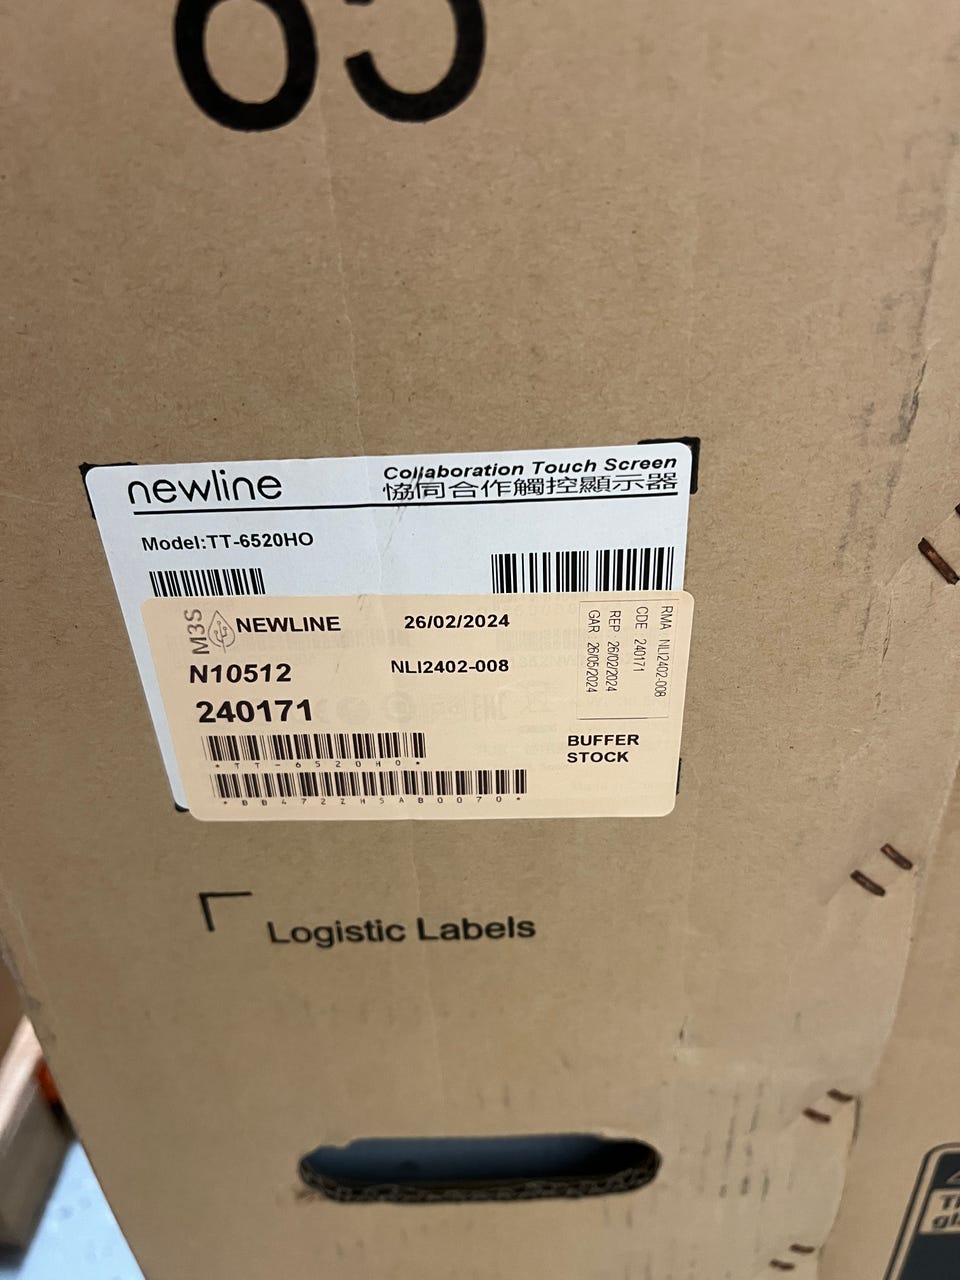 newline
Collaboration Touch Screen
協同合作觸控顯示器
Model:TT-6520HO
M3S
NEWLINE
26/02/2024
N10512
NLI2402-008
240171
*TT-6520HO*
*BB472ZH5AB0070*
BUFFER
STOCK
RMA NLI2402-008
CDE 240171
REP 26/02/2024
GAR 26/05/2024
Logistic Labels